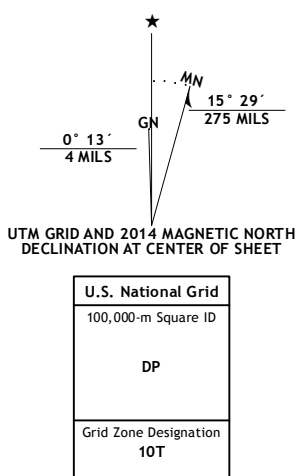 ★
MN
15° 29´
275 MILS
GN
0° 13´
4 MILS
UTM GRID AND 2014 MAGNETIC NORTH
DECLINATION AT CENTER OF SHEET
U.S. National Grid
100,000-m Square ID
DP
Grid Zone Designation
10T